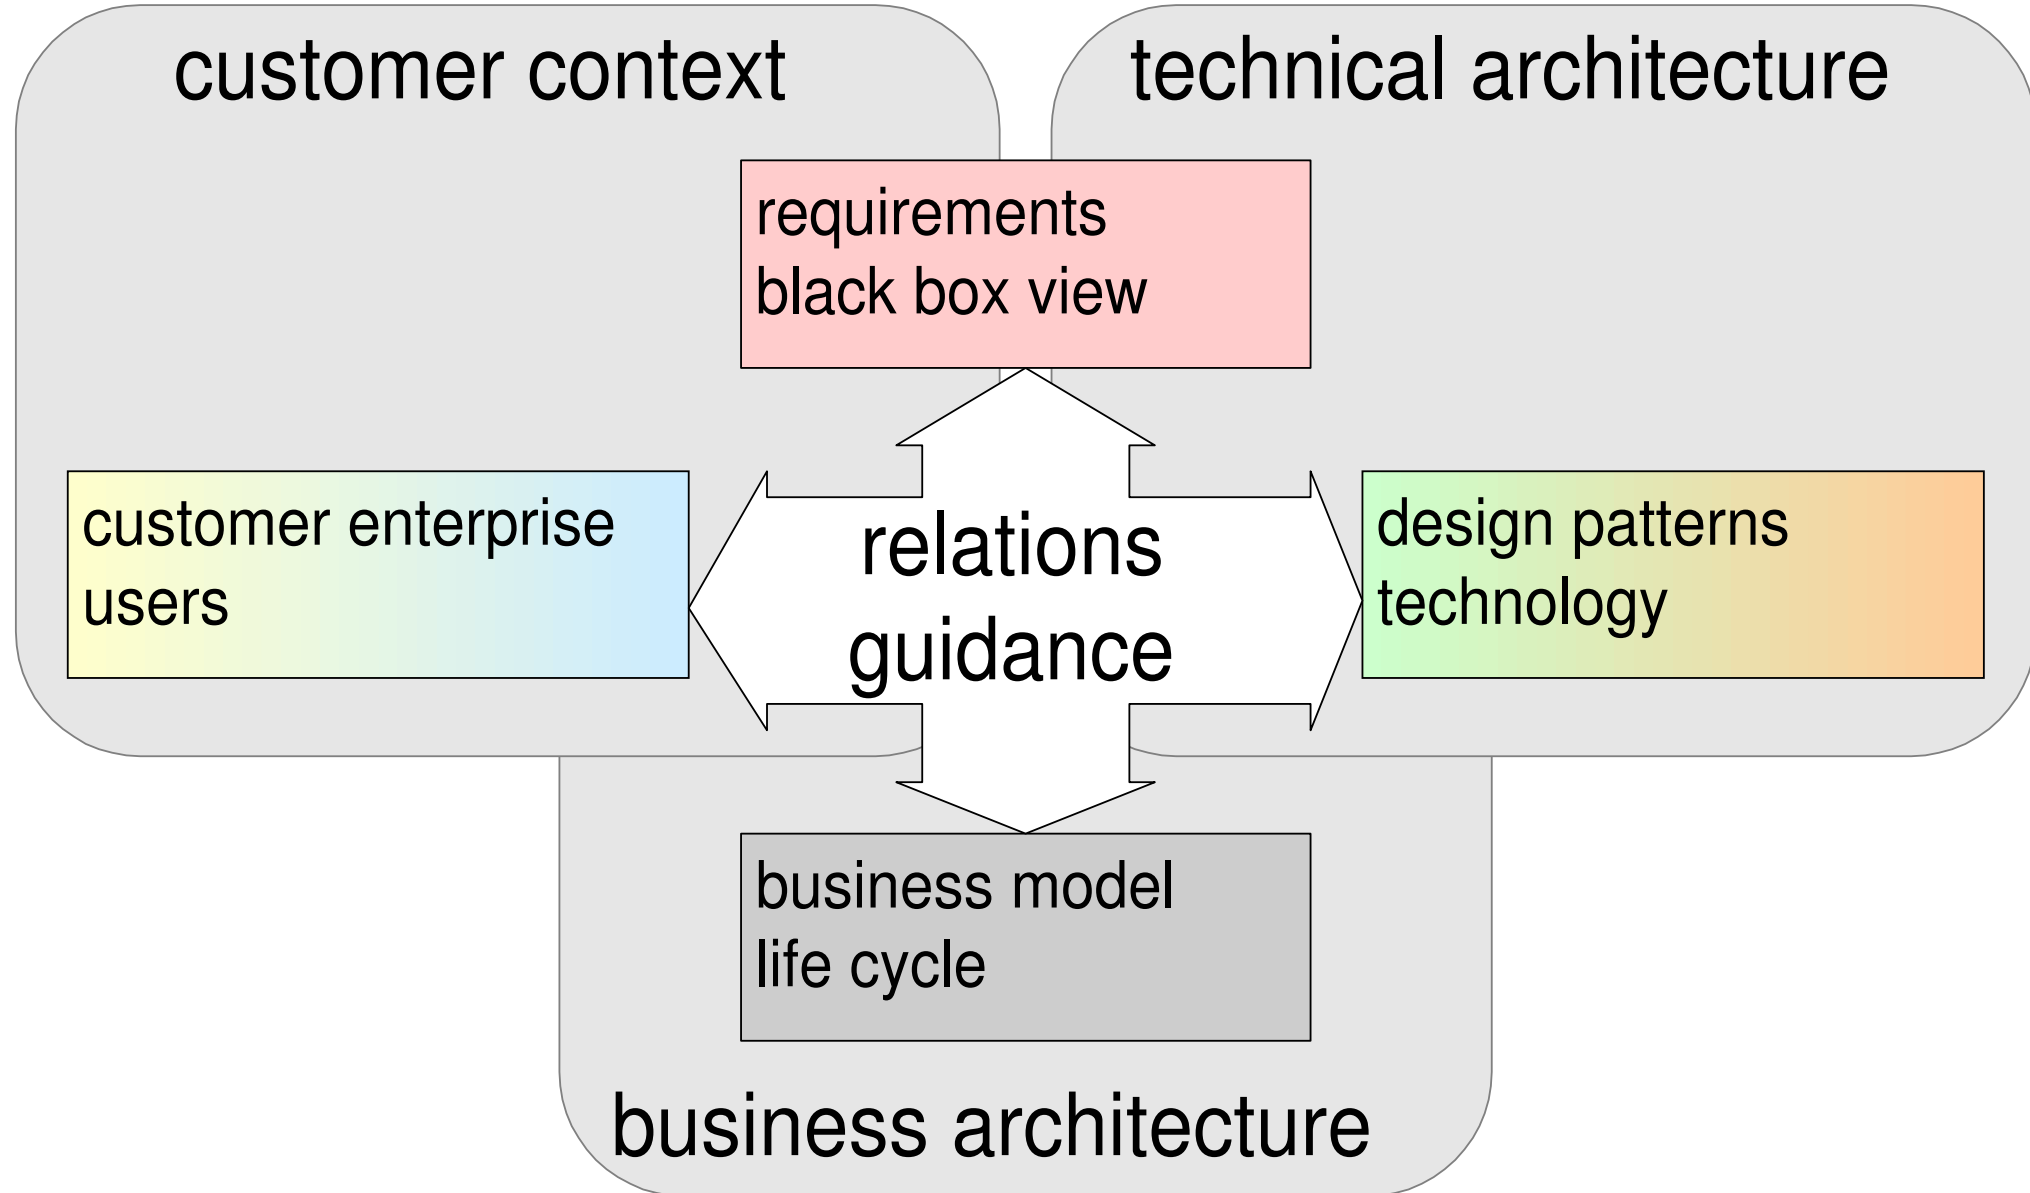 customer context
technical architecture
requirements
black box view
customer enterprise
users
relations
guidance
design patterns
technology
business model
life cycle
business architecture